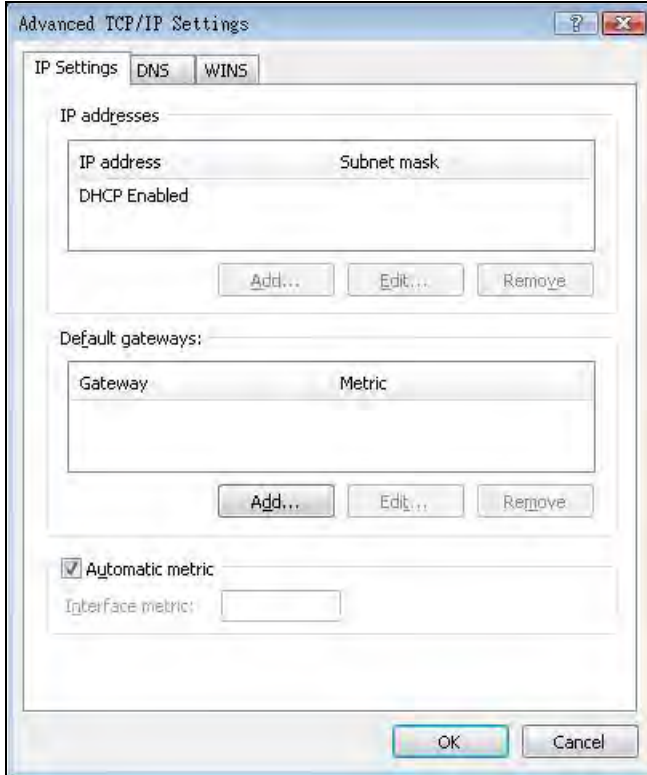 Advanced TCP/IP Settings
IP Settings DNS WINS
IP addresses
IP address Subnet mask
DHCP Enabled
Add... Edit... Remove
Default gateways:
Gateway Metric
Add... Edit... Remove
Automatic metric
Interface metric:
OK Cancel